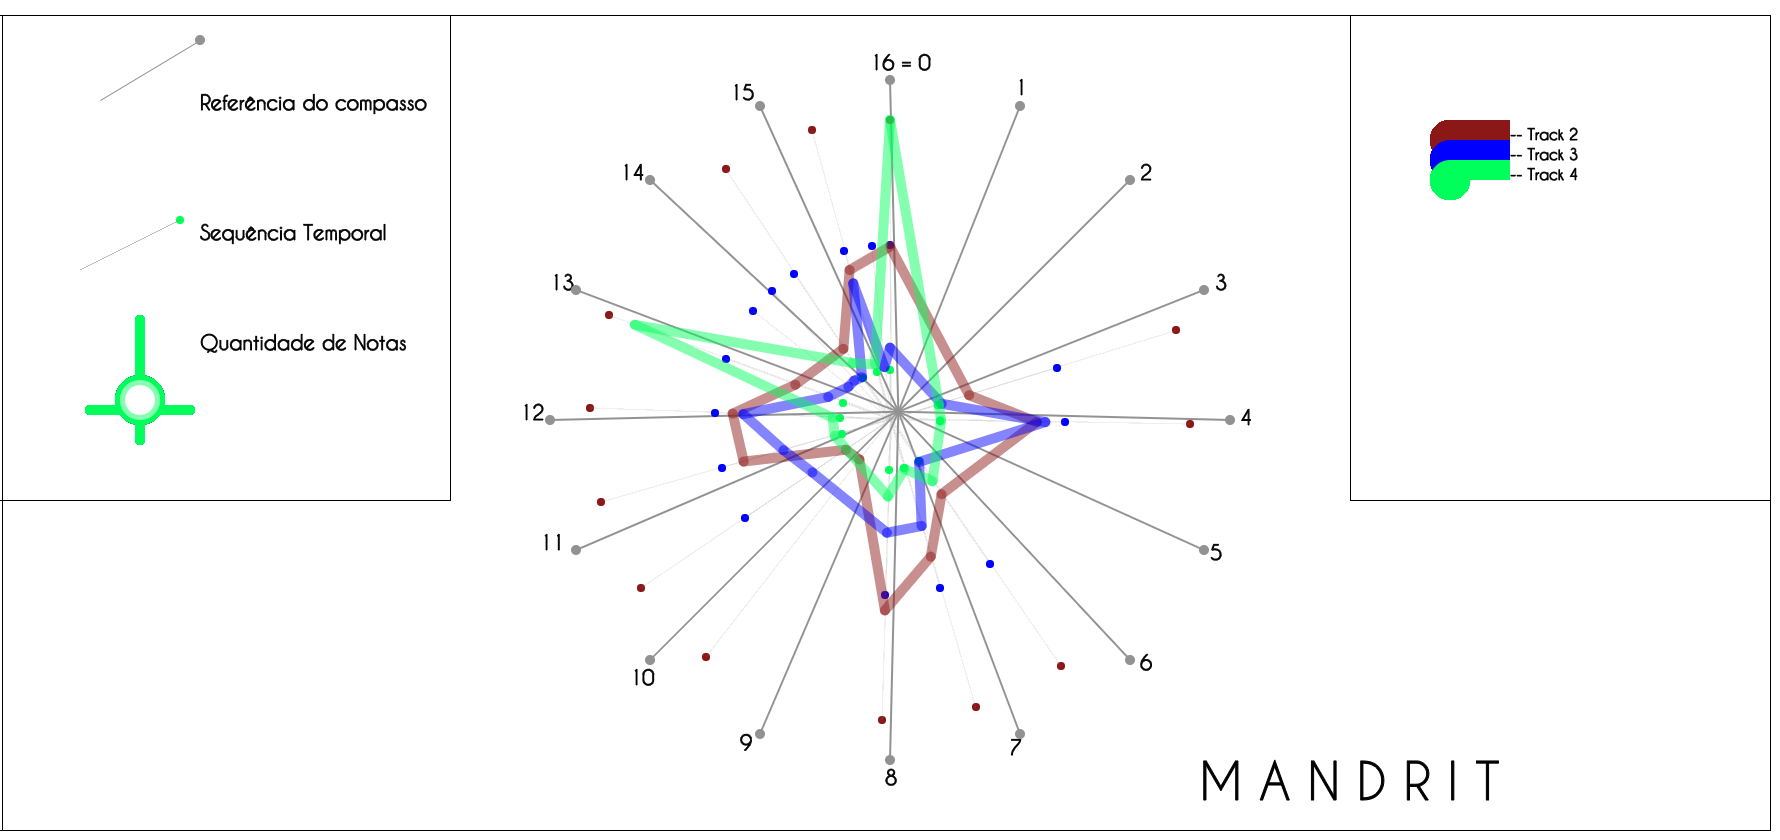 Referência do compasso
Sequência Temporal
Quantidade de Notas
16 = 0
1
2
3
4
5
6
7
8
9
10
11
12
13
14
15
-- Track 2
-- Track 3
-- Track 4
MANDRIT